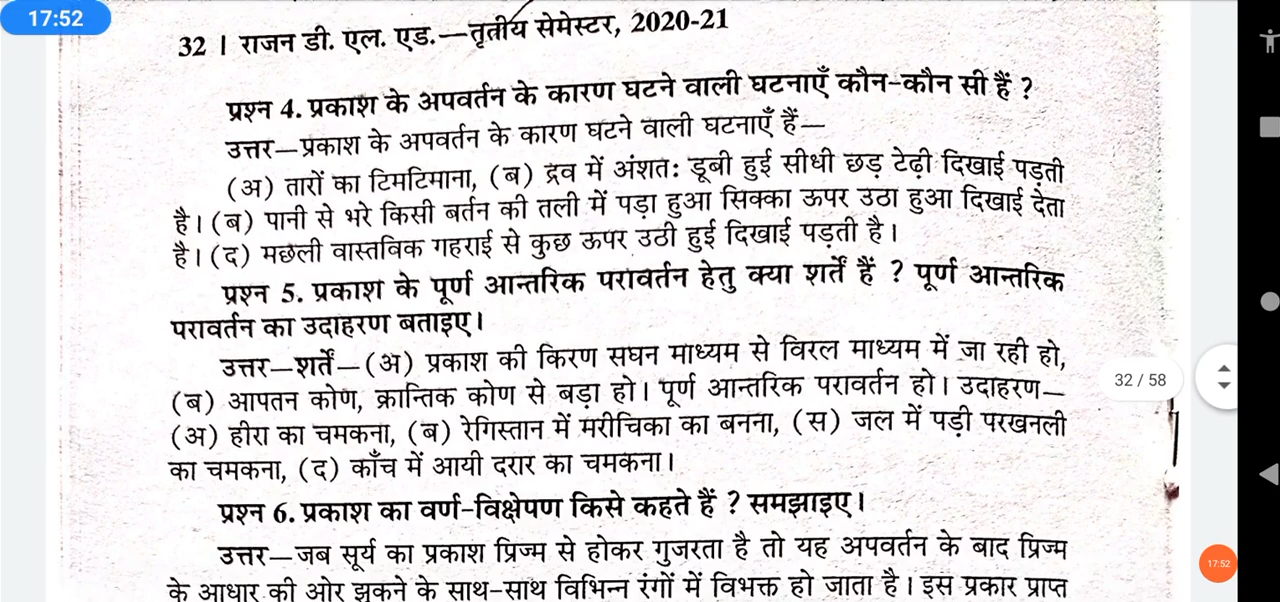 17:52
32 । राजन डी. एल. एड.—तृतीय सेमेस्टर, 2020-21
प्रश्न 4. प्रकाश के अपवर्तन के कारण घटने वाली घटनाएँ कौन-कौन सी हैं ?
उत्तर—प्रकाश के अपवर्तन के कारण घटने वाली घटनाएँ हैं—
(अ) तारों का टिमटिमाना, (ब) द्रव में अंशतः डूबी हुई सीधी छड़ टेढ़ी दिखाई पड़ती
है। (ब) पानी से भरे किसी बर्तन की तली में पड़ा हुआ सिक्का ऊपर उठा हुआ दिखाई देता
है। (द) मछली वास्तविक गहराई से कुछ ऊपर उठी हुई दिखाई पड़ती है।
प्रश्न 5. प्रकाश के पूर्ण आन्तरिक परावर्तन हेतु क्या शर्तें हैं ? पूर्ण आन्तरिक
परावर्तन का उदाहरण बताइए।
उत्तर—शर्तें—(अ) प्रकाश की किरण सघन माध्यम से विरल माध्यम में जा रही हो,
(ब) आपतन कोण, क्रान्तिक कोण से बड़ा हो। पूर्ण आन्तरिक परावर्तन हो। उदाहरण—
(अ) हीरा का चमकना, (ब) रेगिस्तान में मरीचिका का बनना, (स) जल में पड़ी परखनली
का चमकना, (द) काँच में आयी दरार का चमकना।
प्रश्न 6. प्रकाश का वर्ण-विक्षेपण किसे कहते हैं ? समझाइए।
उत्तर—जब सूर्य का प्रकाश प्रिज्म से होकर गुजरता है तो यह अपवर्तन के बाद प्रिज्म
के आधार की ओर झुकने के साथ-साथ विभिन्न रंगों में विभक्त हो जाता है। इस प्रकार प्राप्त
32 / 58
17:52